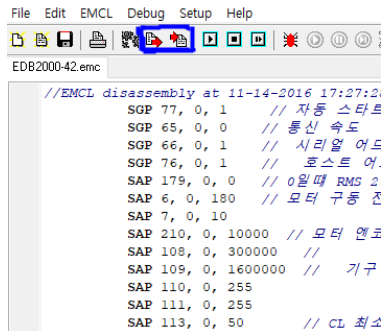 File Edit EMCL Debug Setup Help
EDB2000-42.emc
//EMCL disassembly at 11-14-2016 17:27:28
SGP 77, 0, 1 // 자동 스타트
SGP 65, 0, 0 // 통신 속도
SGP 66, 0, 1 // 시리얼 어드
SGP 76, 0, 1 // 호스트 어
SAP 179, 0, 0 // 0일떄 RMS 2
SAP 6, 0, 180 // 모터 구동 전
SAP 7, 0, 10
SAP 210, 0, 10000 // 모터 엔코
SAP 108, 0, 300000 //
SAP 109, 0, 1600000 // 기구
SAP 110, 0, 255
SAP 111, 0, 255
SAP 113, 0, 50 // CL 최소